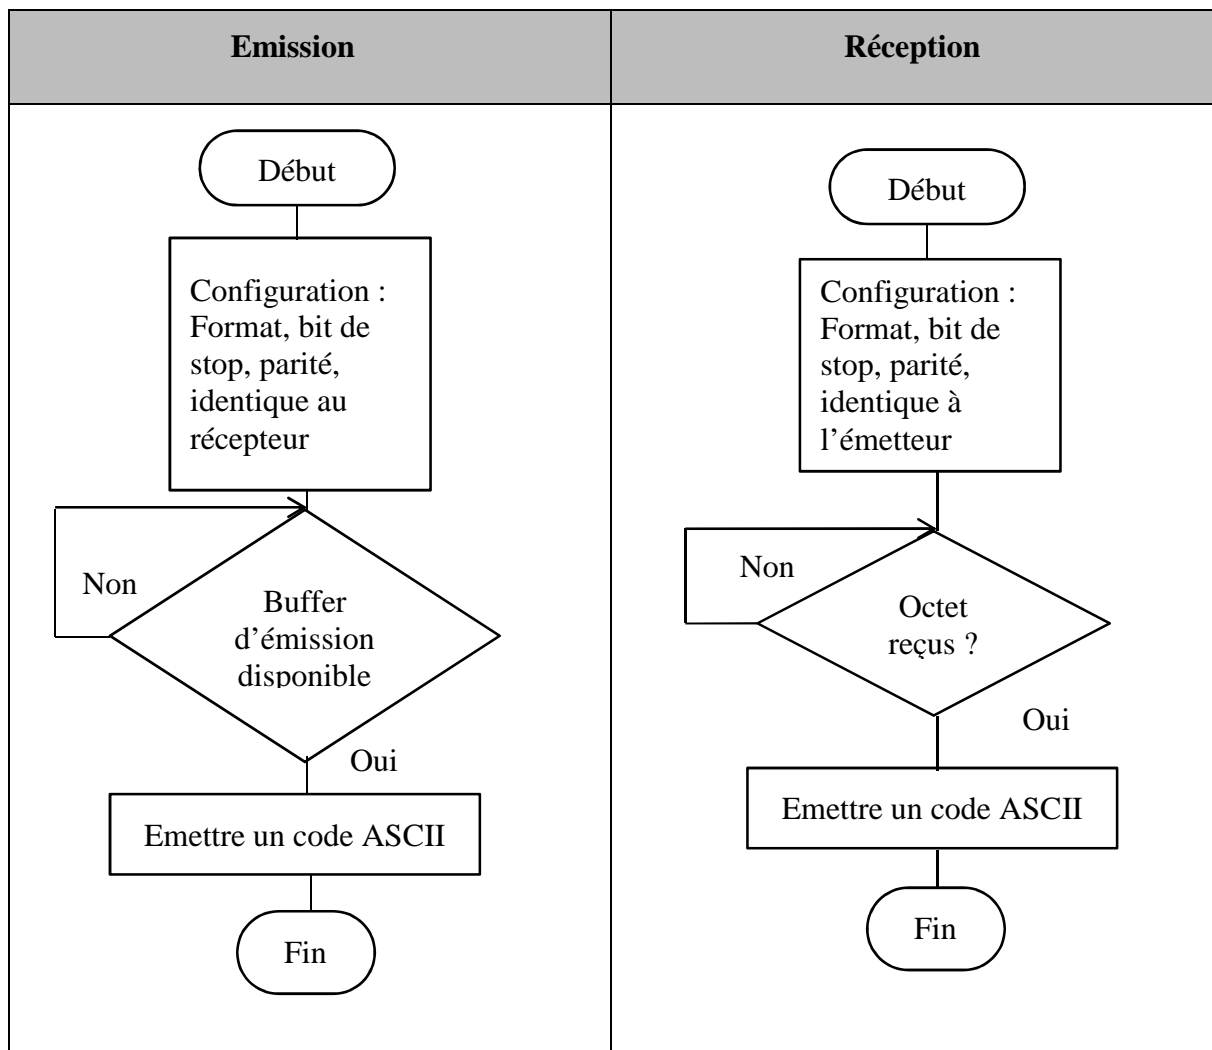 Emission
Réception
Début
Configuration :
Format, bit de
stop, parité,
identique au
récepteur
Non
Buffer
d’émission
disponible
Oui
Emettre un code ASCII
Fin
Début
Configuration :
Format, bit de
stop, parité,
identique à
l’émetteur
Non
Octet
reçus ?
Oui
Emettre un code ASCII
Fin